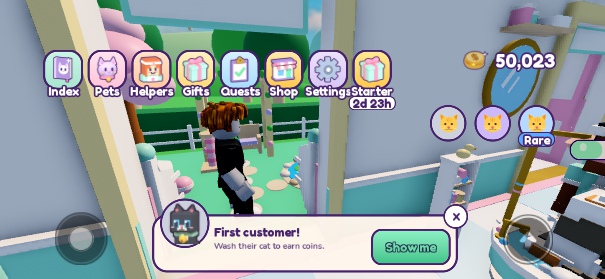 50,023
Index
Pets
Helpers
Gifts
Quests
Shop
Settings
Starter
2d 23h
Rare
First customer!
Wash their cat to earn coins.
Show me